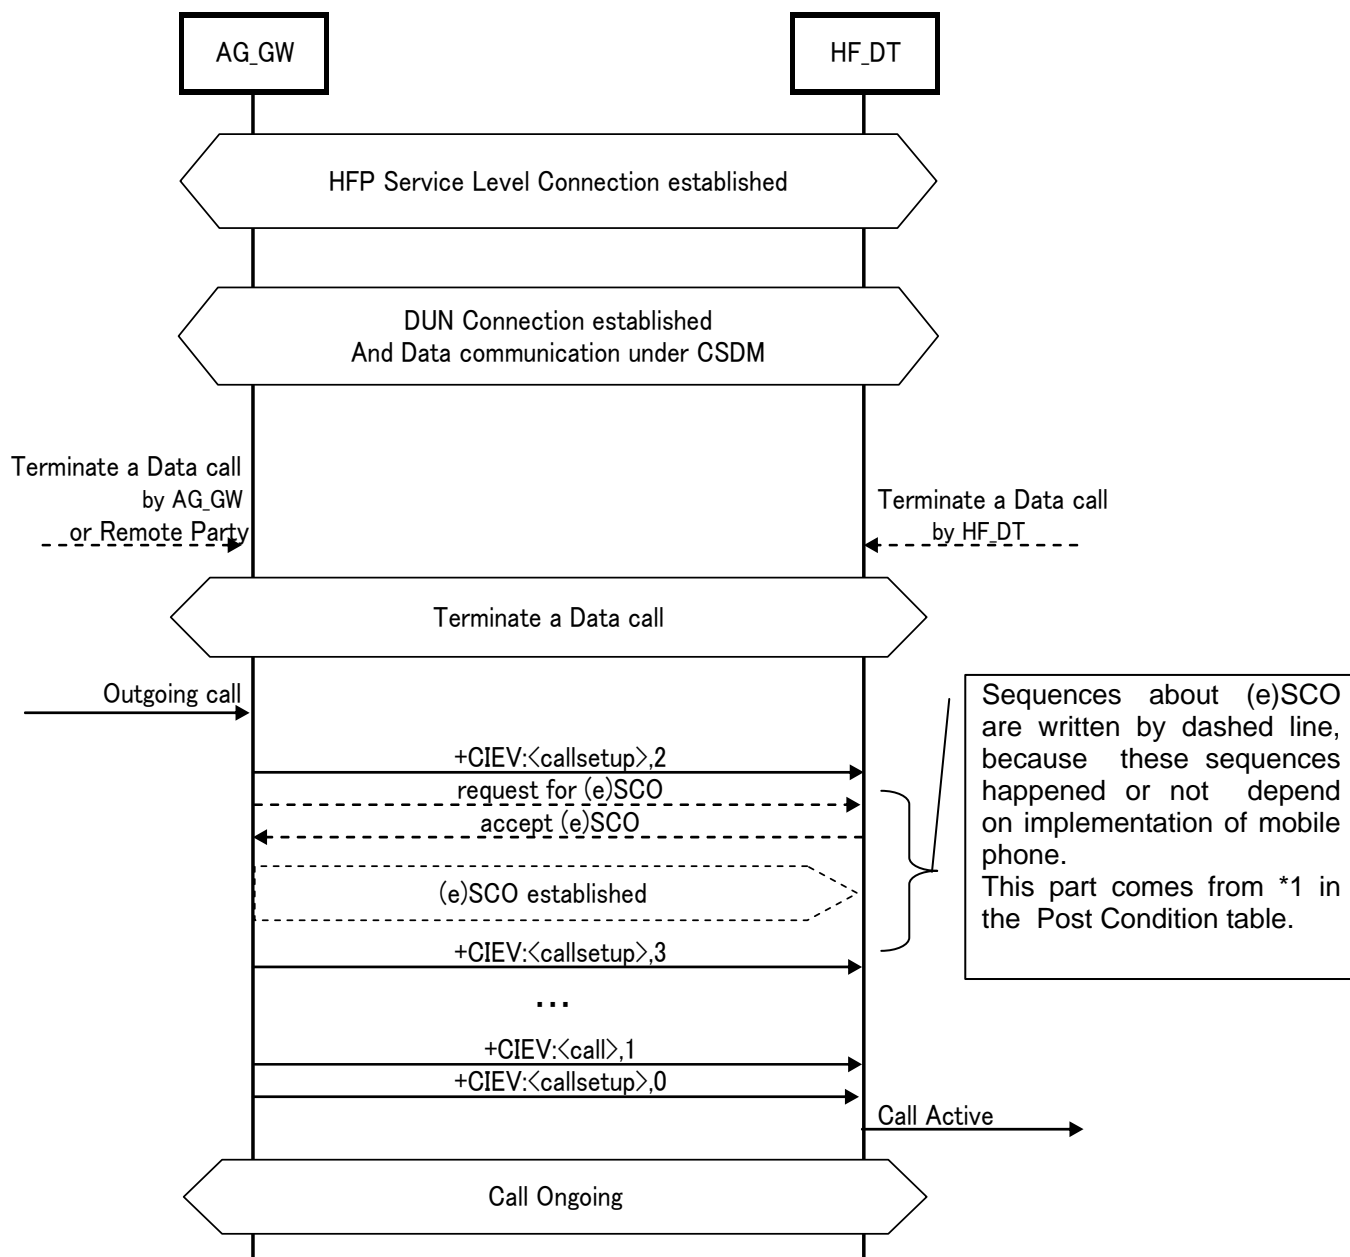 AG_GW
HF_DT
HFP Service Level Connection established
DUN Connection established
And Data communication under CSDM
Terminate a Data call
by AG_GW
or Remote Party
Terminate a Data call
by HF_DT
Terminate a Data call
Outgoing call
+CIEV:<callsetup>,2
request for (e)SCO
accept (e)SCO
(e)SCO established
+CIEV:<callsetup>,3
...
+CIEV:<call>,1
+CIEV:<callsetup>,0
Call Active
Call Ongoing
Sequences about (e)SCO
are written by dashed line,
because these sequences
happened or not depend
on implementation of mobile
phone.
This part comes from *1 in
the Post Condition table.